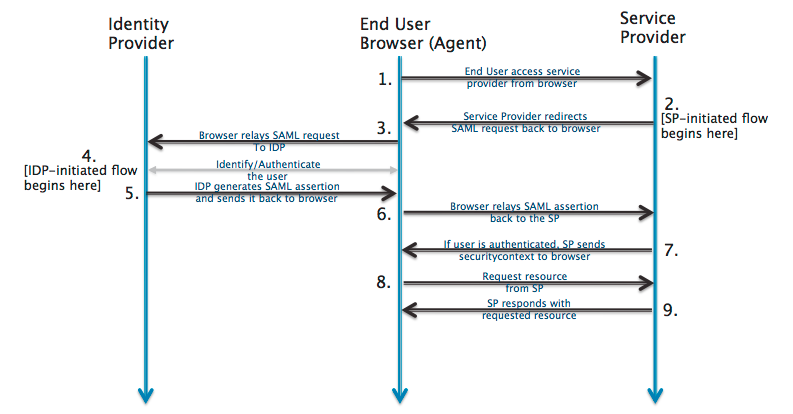 Identity
Provider
End User
Browser (Agent)
Service
Provider
1.
End User access service
provider from browser
2.
[SP-initiated flow
begins here]
Service Provider redirects
SAML request back to browser
3.
Browser relays SAML request
To IDP
4.
[IDP-initiated flow
begins here]
Identify/Authenticate
the user
5.
IDP generates SAML assertion
and sends it back to browser
6.
Browser relays SAML assertion
back to the SP
7.
If user is authenticated, SP sends
securitycontext to browser
8.
Request resource
from SP
9.
SP responds with
requested resource